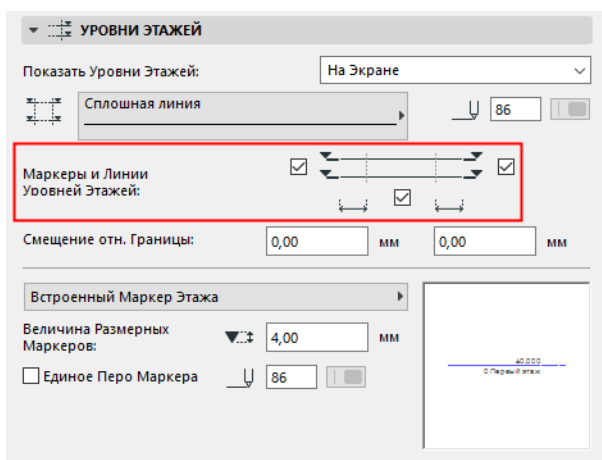 УРОВНИ ЭТАЖЕЙ
Показать Уровни Этажей: На Экране
Сплошная линия 86
Маркеры и Линии
Уровней Этажей:
Смещение отн. Границы: 0,00 мм 0,00 мм
Встроенный Маркер Этажа
Величина Размерных
Маркеров: 4,00 мм
±0,000
0 Первый этаж
Единое Перо Маркера 86